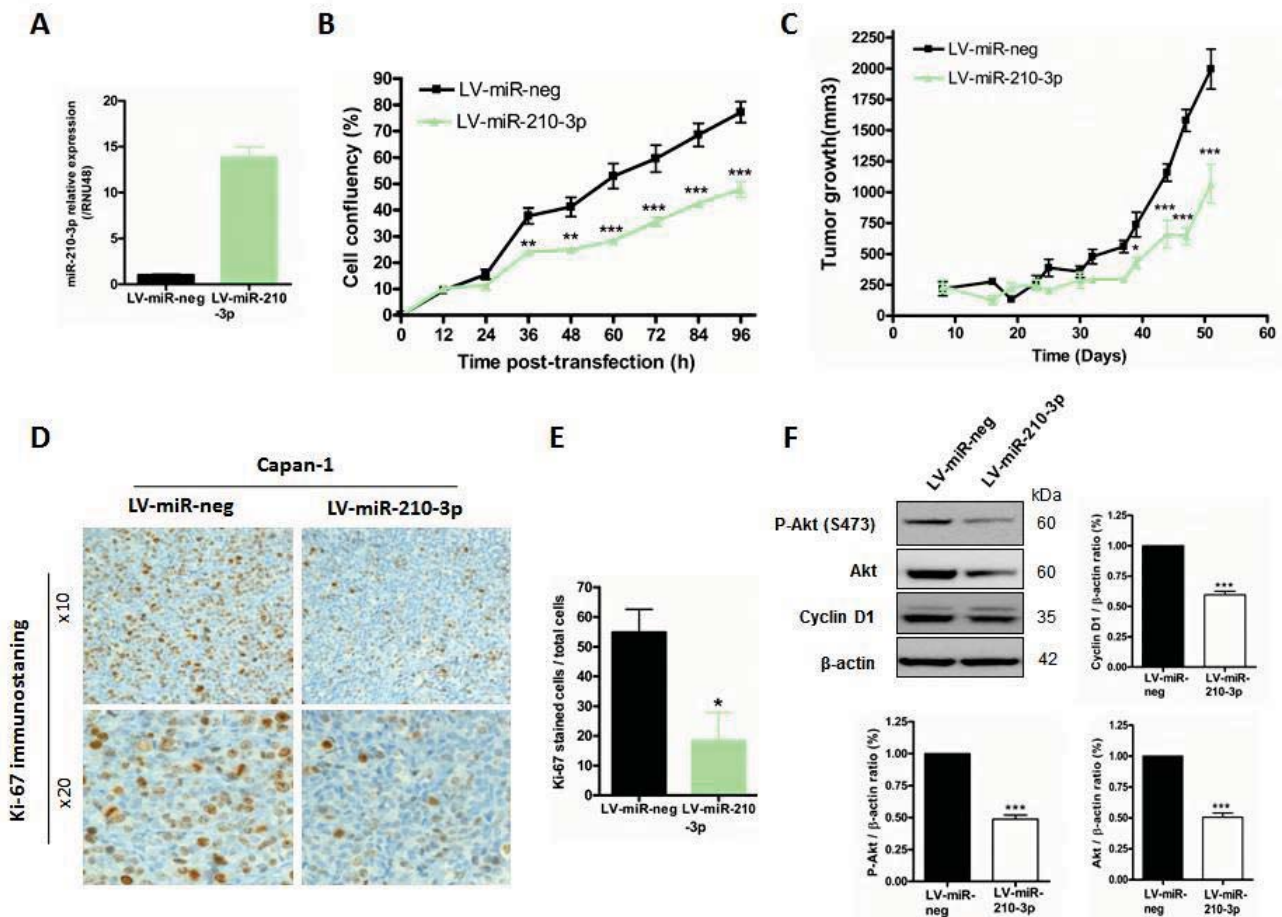 A
miR-210-3p relative expression
(/RNU48)
20
15
10
5
0
LV-miR-neg
LV-miR-210
-3p
B
LV-miR-neg
LV-miR-210-3p
Cell confluency (%)
90
80
70
60
50
40
30
20
10
0
**
**
***
***
***
***
0 12 24 36 48 60 72 84 96
Time post-transfection (h)
C
LV-miR-neg
LV-miR-210-3p
Tumor growth(mm3)
2250
2000
1750
1500
1250
1000
750
500
250
0
*
***
***
***
0 10 20 30 40 50 60
Time (Days)
D
Capan-1
LV-miR-neg
LV-miR-210-3p
Ki-67 immunostaning
x10
x20
E
Ki-67 stained cells / total cells
70
60
50
40
30
20
10
0
*
LV-miR-neg
LV-miR-210
-3p
F
LV-miR-neg
LV-miR-210-3p
kDa
P-Akt (S473) 60
Akt 60
Cyclin D1 35
β-actin 42
Cyclin D1 / β-actin ratio (%)
1.25
1.00
0.75
0.50
0.25
0.00
***
LV-miR-
neg
LV-miR-
210-3p
P-Akt / β-actin ratio (%)
1.25
1.00
0.75
0.50
0.25
0.00
***
LV-miR-
neg
LV-miR-
210-3p
Akt / β-actin ratio (%)
1.25
1.00
0.75
0.50
0.25
0.00
***
LV-miR-
neg
LV-miR-
210-3p